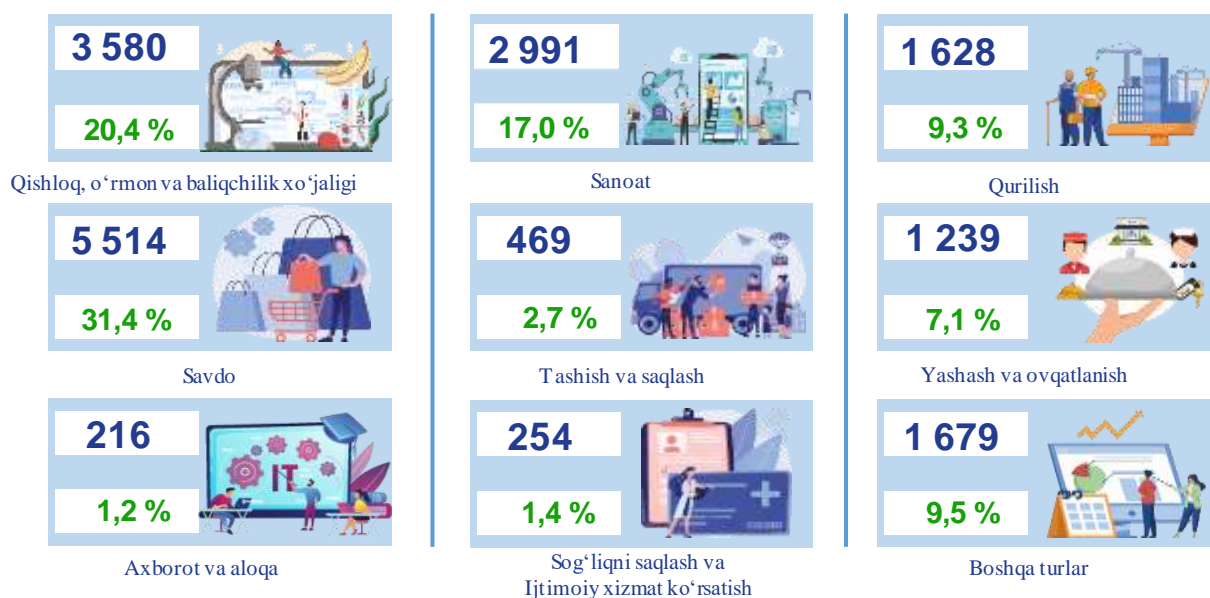 3 580
20,4 %
Qishloq, o‘rmon va baliqchilik xo‘jaligi
2 991
17,0 %
Sanoat
1 628
9,3 %
Qurilish
5 514
31,4 %
Savdo
469
2,7 %
Tashish va saqlash
1 239
7,1 %
Yashash va ovqatlanish
216
1,2 %
IT
Axborot va aloqa
254
1,4 %
Sog‘liqni saqlash va
Ijtimoiy xizmat ko‘rsatish
1 679
9,5 %
Boshqa turlar